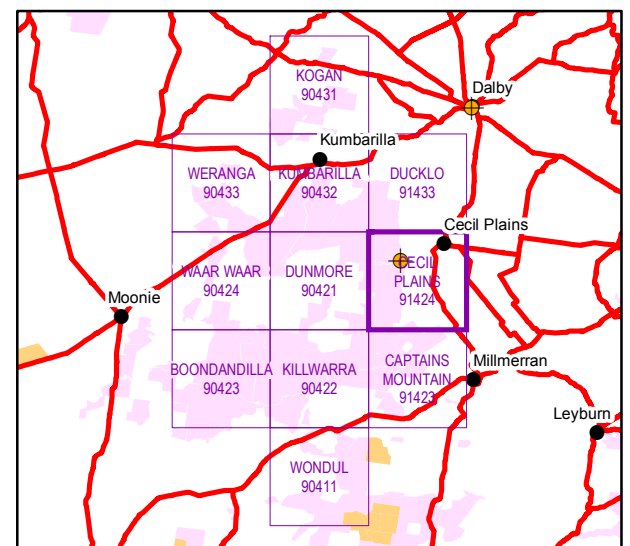 KOGAN
90431
Dalby
Kumbarilla
WERANGA
90433
KUMBARILLA
90432
DUCKLO
91433
Cecil Plains
WAAR WAAR
90424
DUNMORE
90421
CECIL
PLAINS
91424
Moonie
BOONDANDILLA
90423
KILLWARRA
90422
CAPTAINS
MOUNTAIN
91423
Millmerran
Leyburn
WONDUL
90411